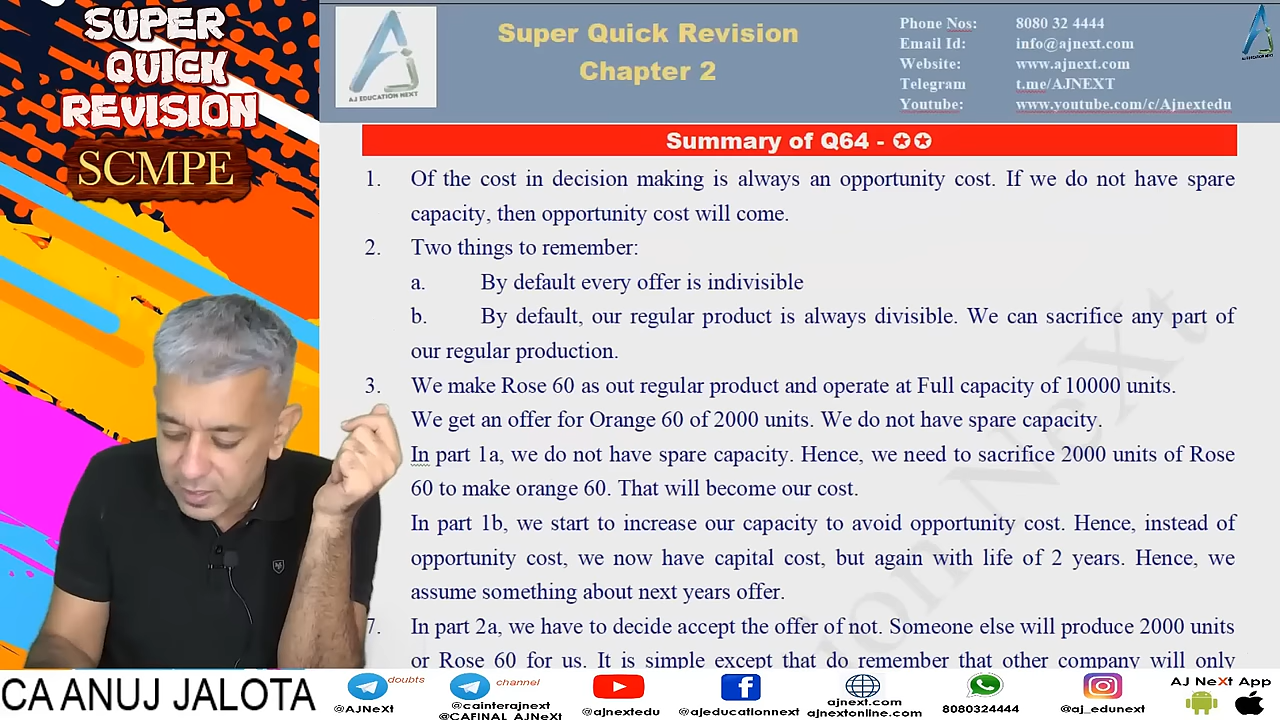 SUPER
QUICK
REVISION
SCMPE
AJ EDUCATION NEXT
Super Quick Revision
Chapter 2
Phone Nos: 8080 32 4444
Email Id: info@ajnext.com
Website: www.ajnext.com
Telegram t.me/AJNEXT
Youtube: www.youtube.com/c/Ajnextedu
AJ EDUCATION NEXT
Summary of Q64 - ✪✪
1. Of the cost in decision making is always an opportunity cost. If we do not have spare
capacity, then opportunity cost will come.
2. Two things to remember:
a. By default every offer is indivisible
b. By default, our regular product is always divisible. We can sacrifice any part of
our regular production.
3. We make Rose 60 as out regular product and operate at Full capacity of 10000 units.
We get an offer for Orange 60 of 2000 units. We do not have spare capacity.
In part 1a, we do not have spare capacity. Hence, we need to sacrifice 2000 units of Rose
60 to make orange 60. That will become our cost.
In part 1b, we start to increase our capacity to avoid opportunity cost. Hence, instead of
opportunity cost, we now have capital cost, but again with life of 2 years. Hence, we
assume something about next years offer.
7. In part 2a, we have to decide accept the offer of not. Someone else will produce 2000 units
or Rose 60 for us. It is simple except that do remember that other company will only
CA ANUJ JALOTA
doubts
@AJNeXt
channel
@cainterajnext
@CAFINAL_AJNeXt
@ajnextedu
@ajeducationnext
ajnext.com
ajnextonline.com
8080324444
@aj_edunext
AJ NeXt App